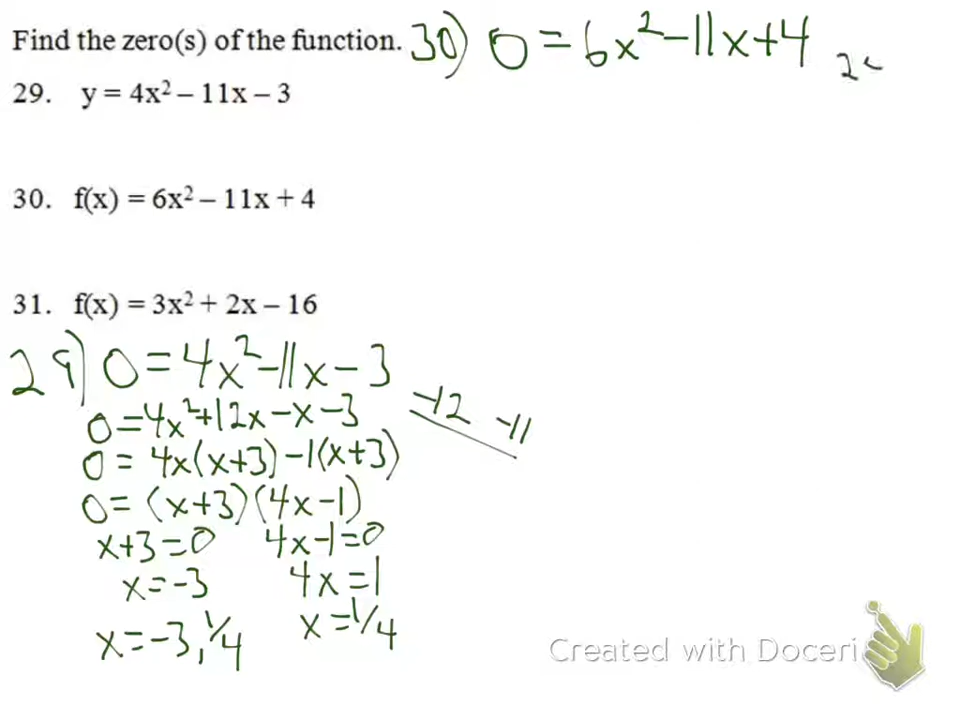 Find the zero(s) of the function.
30) 0 = 6x² - 11x + 4
29. y = 4x² – 11x – 3
30. f(x) = 6x² – 11x + 4
31. f(x) = 3x² + 2x – 16
29) 0 = 4x² - 11x - 3
-12 -11
0 = 4x² + 12x - x - 3
0 = 4x(x+3) - 1(x+3)
0 = (x+3)(4x-1)
x+3=0 4x-1=0
x=-3 4x=1
x=-3, 1/4 x=1/4
Created with Doceri